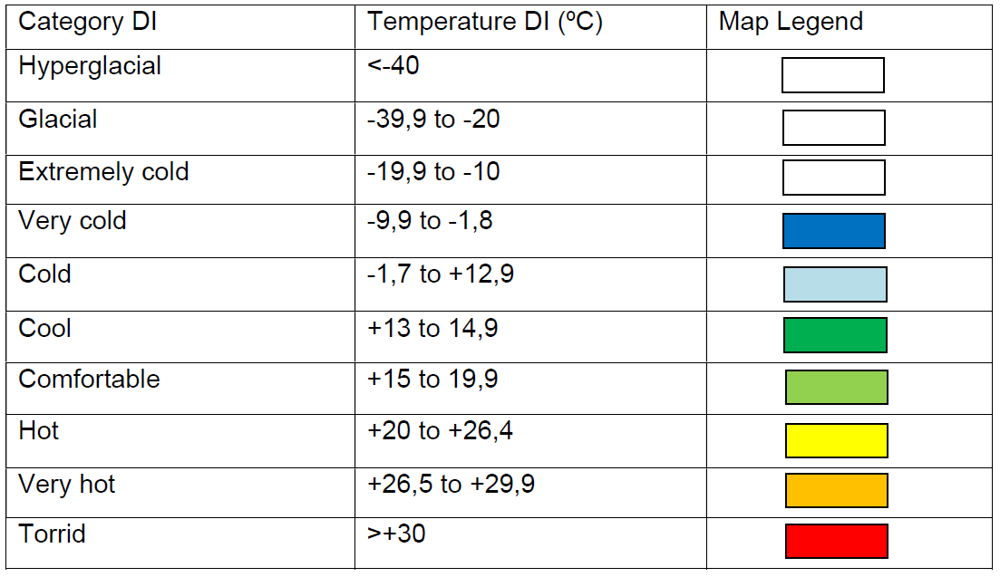 Category DI Temperature DI (ºC) Map Legend
Hyperglacial <-40
Glacial -39,9 to -20
Extremely cold -19,9 to -10
Very cold -9,9 to -1,8
Cold -1,7 to +12,9
Cool +13 to 14,9
Comfortable +15 to 19,9
Hot +20 to +26,4
Very hot +26,5 to +29,9
Torrid >+30